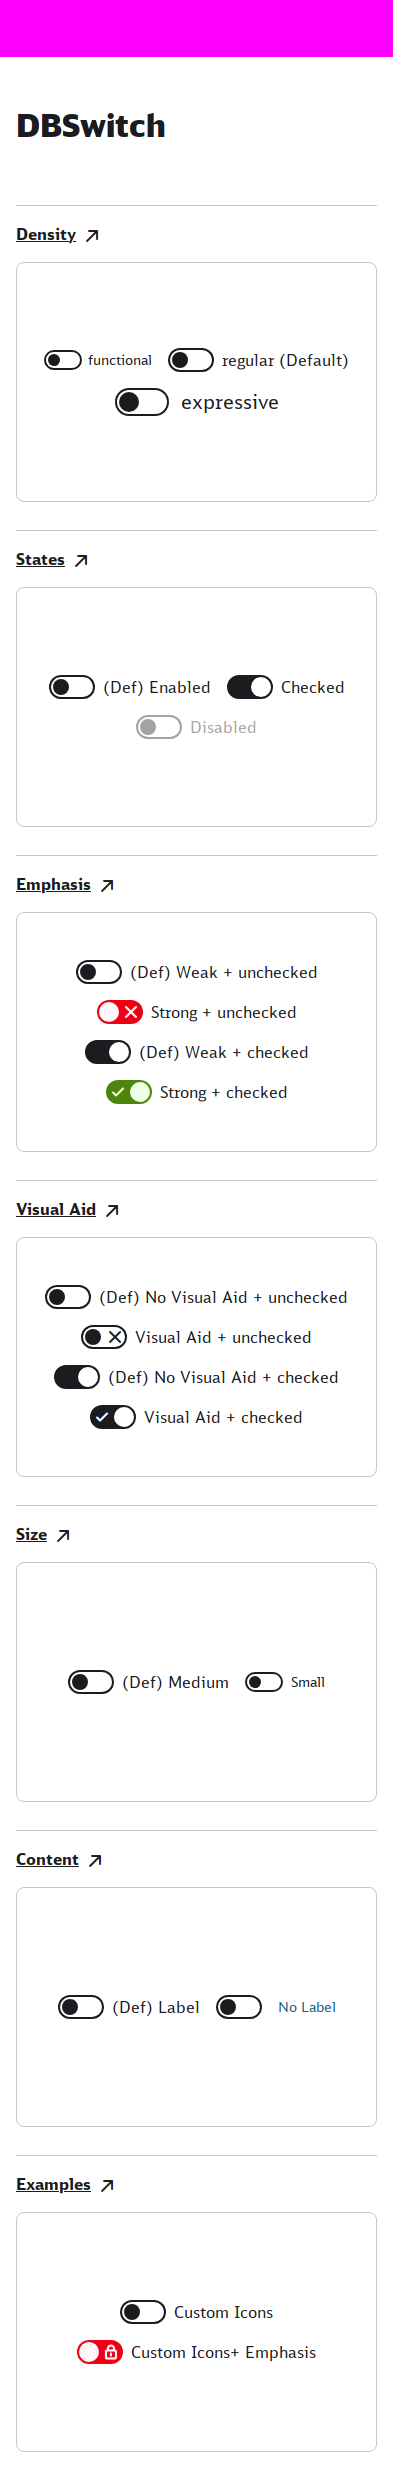 DBSwitch
Density
functional regular (Default)
expressive
States
(Def) Enabled Checked
Disabled
Emphasis
(Def) Weak + unchecked
Strong + unchecked
(Def) Weak + checked
Strong + checked
Visual Aid
(Def) No Visual Aid + unchecked
Visual Aid + unchecked
(Def) No Visual Aid + checked
Visual Aid + checked
Size
(Def) Medium Small
Content
(Def) Label No Label
Examples
Custom Icons
Custom Icons+ Emphasis